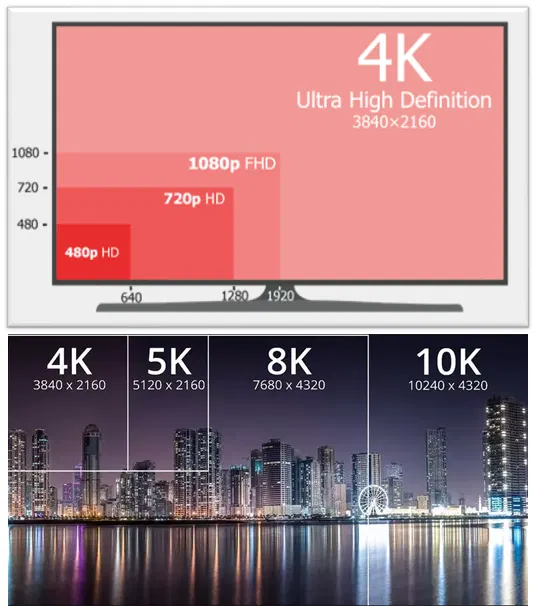 4K
Ultra High Definition
3840×2160
1080 -
1080p FHD
720 -
720p HD
480 -
480p HD
640
1280
1920
4K
3840 x 2160
5K
5120 x 2160
8K
7680 x 4320
10K
10240 x 4320